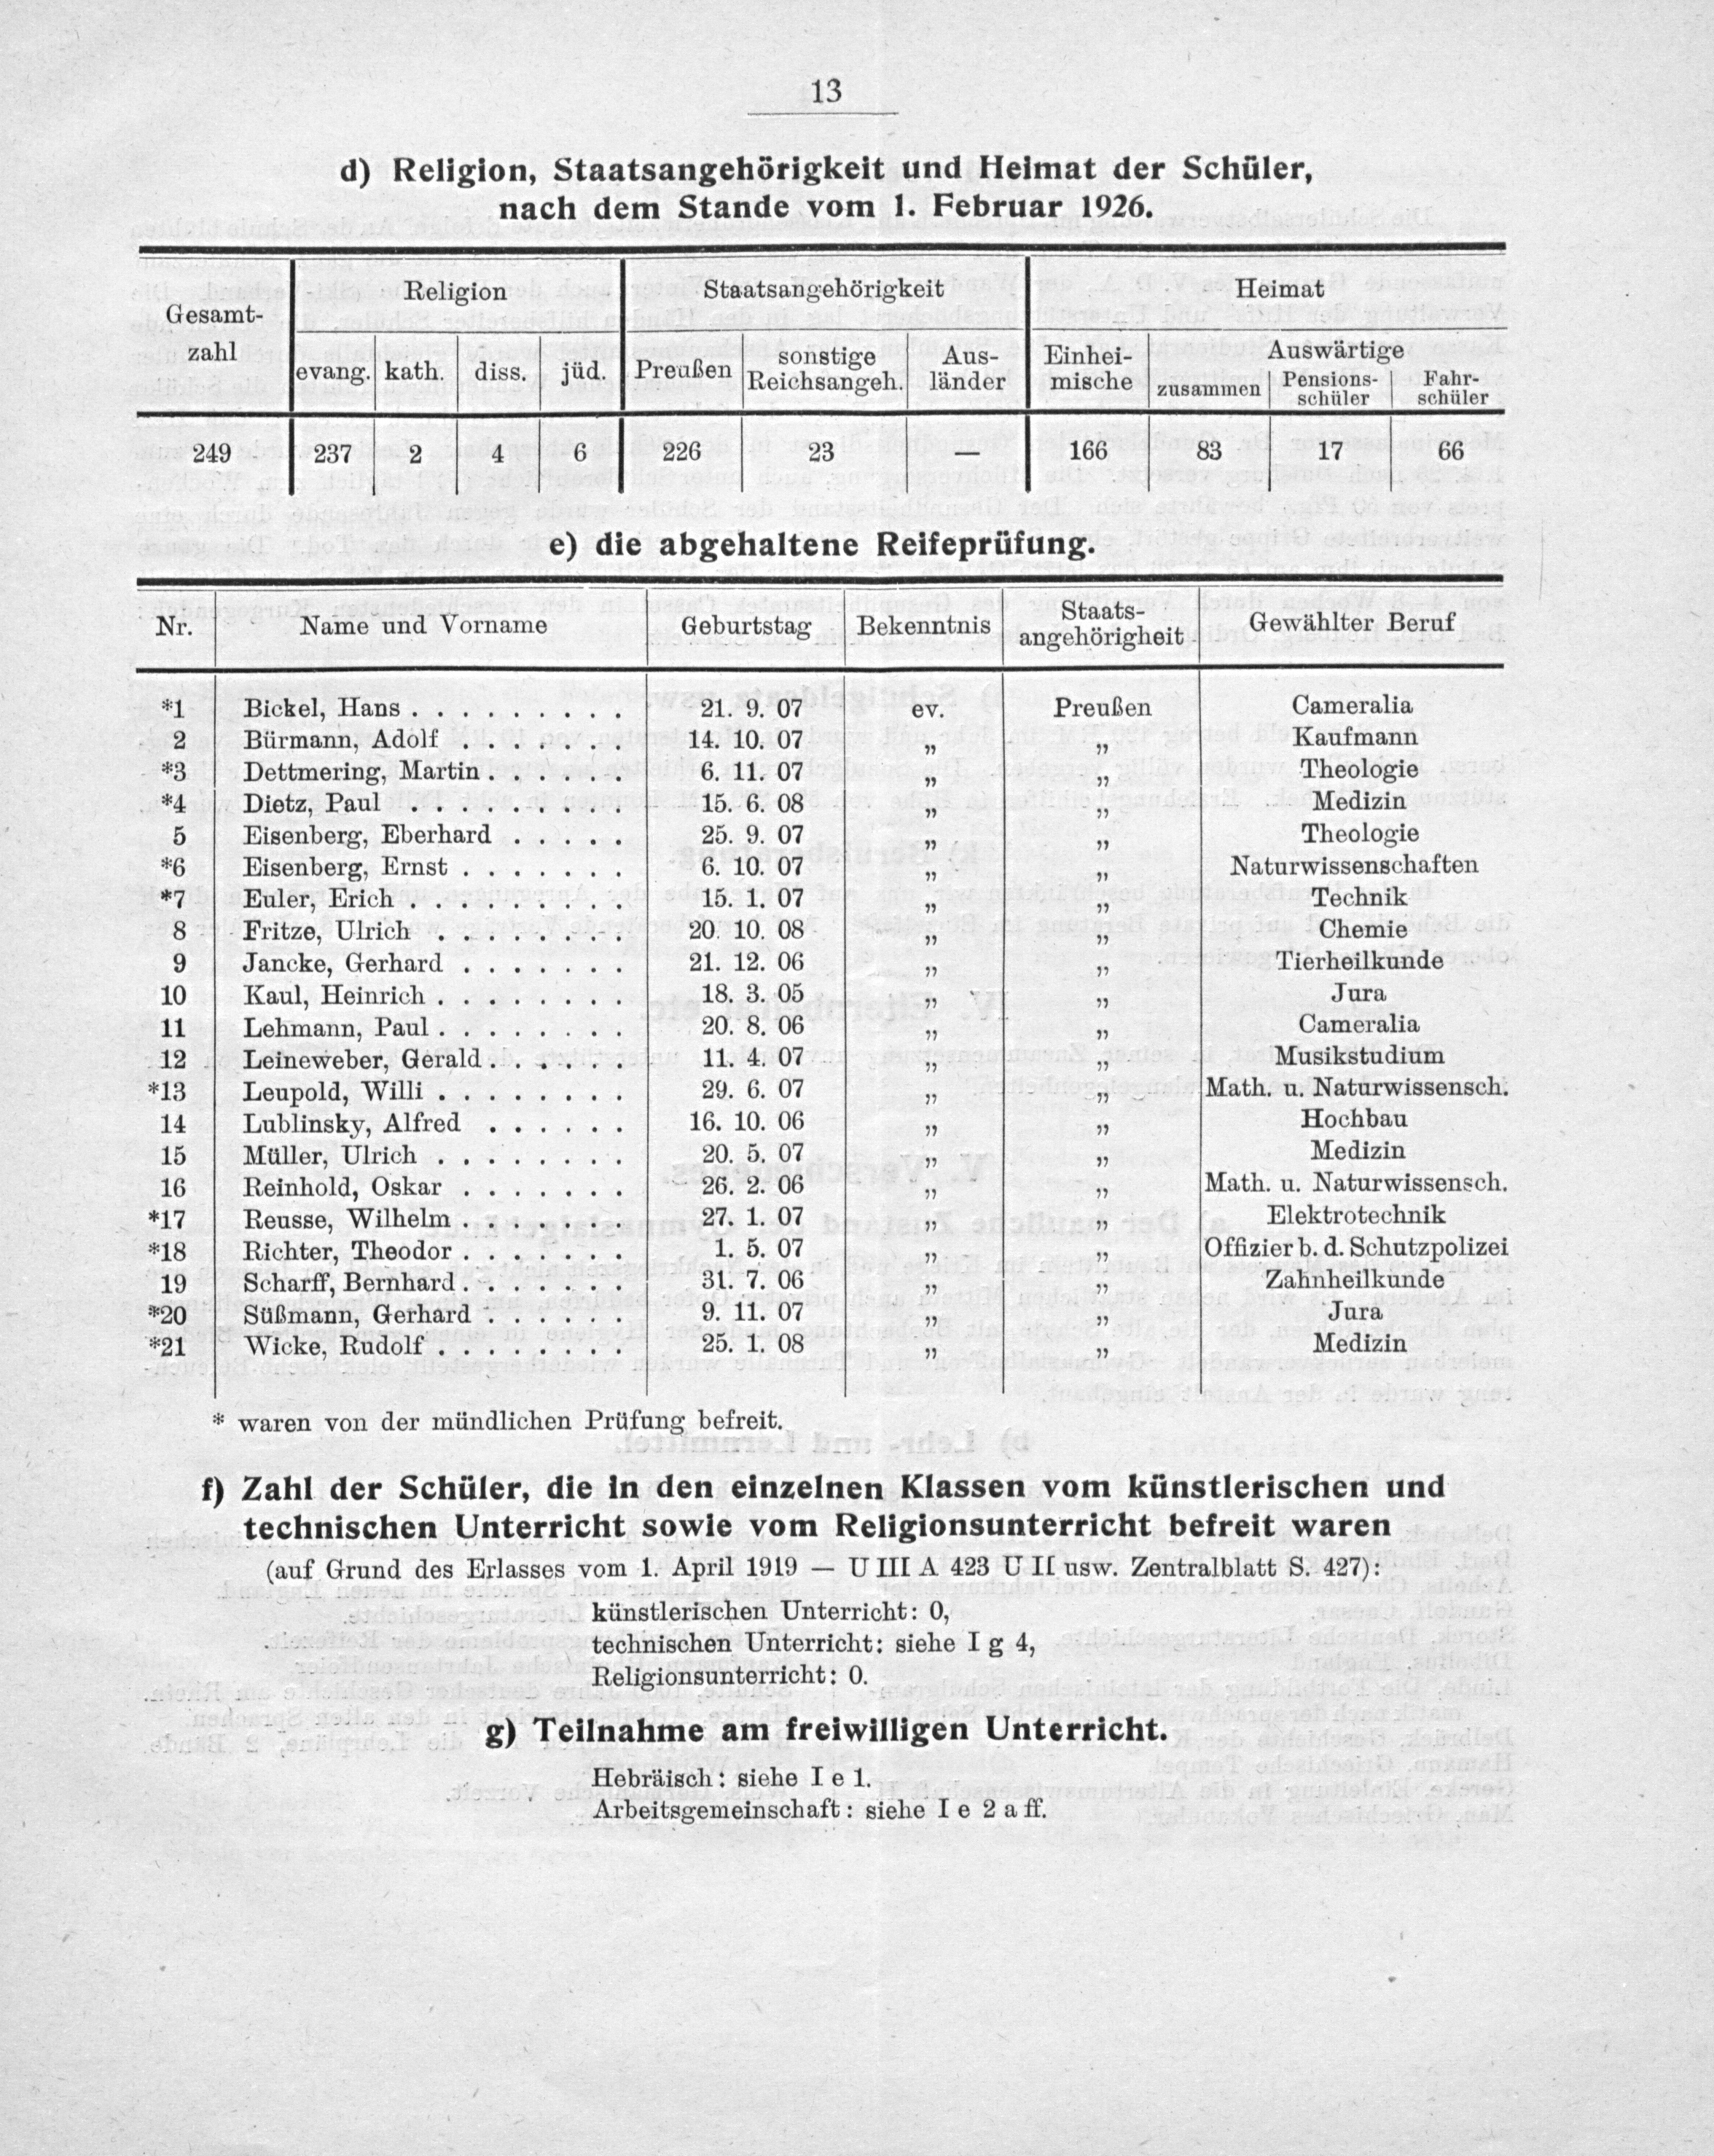 13
d) Religion, Staatsangehörigkeit und Heimat der Schüler,
nach dem Stande vom 1. Februar 1926.
Gesamt-
zahl
Religion
Staatsangehörigkeit
Heimat
evang. kath. diss. jüd. Preußen sonstige Reichsangeh. Aus-länder Einhei-mische Auswärtige zusammen Pensions-schüler Fahr-schüler
249 237 2 4 6 226 23 — 166 83 17 66
e) die abgehaltene Reifeprüfung.
Nr. Name und Vorname Geburtstag Bekenntnis Staats-angehörigheit Gewählter Beruf
*1 Bickel, Hans . . . . . . . . . 21. 9. 07 ev. Preußen Cameralia
2 Bürmann, Adolf . . . . . . . 14. 10. 07 „ „ Kaufmann
*3 Dettmering, Martin . . . . . . 6. 11. 07 „ „ Theologie
*4 Dietz, Paul . . . . . . . . . 15. 6. 08 „ „ Medizin
5 Eisenberg, Eberhard . . . . . 25. 9. 07 „ „ Theologie
*6 Eisenberg, Ernst . . . . . . . 6. 10. 07 „ „ Naturwissenschaften
*7 Euler, Erich . . . . . . . . . 15. 1. 07 „ „ Technik
8 Fritze, Ulrich . . . . . . . . 20. 10. 08 „ „ Chemie
9 Jancke, Gerhard . . . . . . . 21. 12. 06 „ „ Tierheilkunde
10 Kaul, Heinrich . . . . . . . . 18. 3. 05 „ „ Jura
11 Lehmann, Paul . . . . . . . . 20. 8. 06 „ „ Cameralia
12 Leineweber, Gerald . . . . . . 11. 4. 07 „ „ Musikstudium
*13 Leupold, Willi . . . . . . . . 29. 6. 07 „ „ Math. u. Naturwissensch.
14 Lublinsky, Alfred . . . . . . 16. 10. 06 „ „ Hochbau
15 Müller, Ulrich . . . . . . . . 20. 5. 07 „ „ Medizin
16 Reinhold, Oskar . . . . . . . 26. 2. 06 „ „ Math. u. Naturwissensch.
*17 Reusse, Wilhelm . . . . . . . 27. 1. 07 „ „ Elektrotechnik
*18 Richter, Theodor . . . . . . . 1. 5. 07 „ „ Offizier b. d. Schutzpolizei
19 Scharff, Bernhard . . . . . . . 31. 7. 06 „ „ Zahnheilkunde
*20 Süßmann, Gerhard . . . . . . 9. 11. 07 „ „ Jura
*21 Wicke, Rudolf . . . . . . . . 25. 1. 08 „ „ Medizin
* waren von der mündlichen Prüfung befreit.
f) Zahl der Schüler, die in den einzelnen Klassen vom künstlerischen und
technischen Unterricht sowie vom Religionsunterricht befreit waren
(auf Grund des Erlasses vom 1. April 1919 — U III A 423 U II usw. Zentralblatt S. 427):
künstlerischen Unterricht: 0,
technischen Unterricht: siehe I g 4,
Religionsunterricht: 0.
g) Teilnahme am freiwilligen Unterricht.
Hebräisch: siehe I e 1.
Arbeitsgemeinschaft: siehe I e 2 a ff.